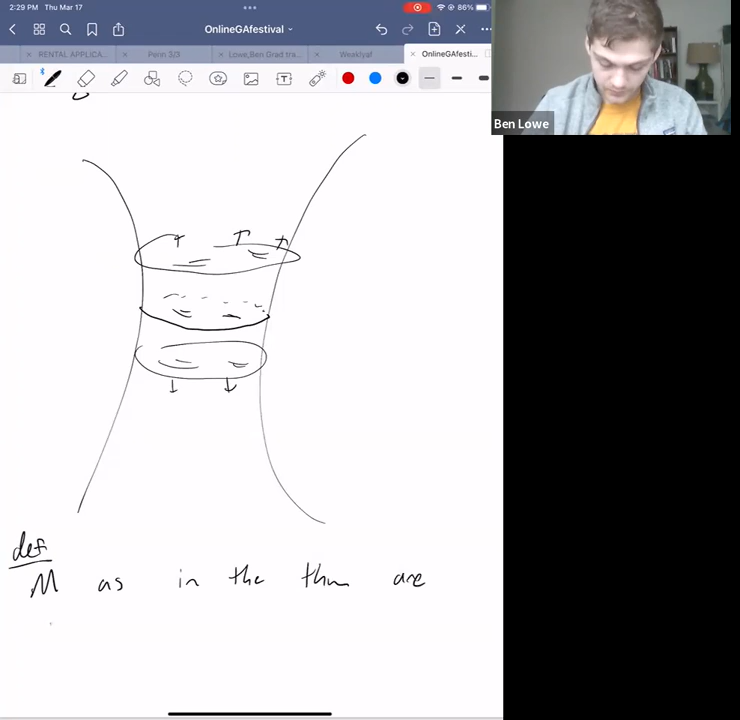 2:29 PM Thu Mar 17
86%
OnlineGAfestival
RENTAL APPLICA...
Penn 3/3
Lowe,Ben Grad tra...
Weeklyaf
OnlineGAfesti...
Ben Lowe
def
M as in the thm are